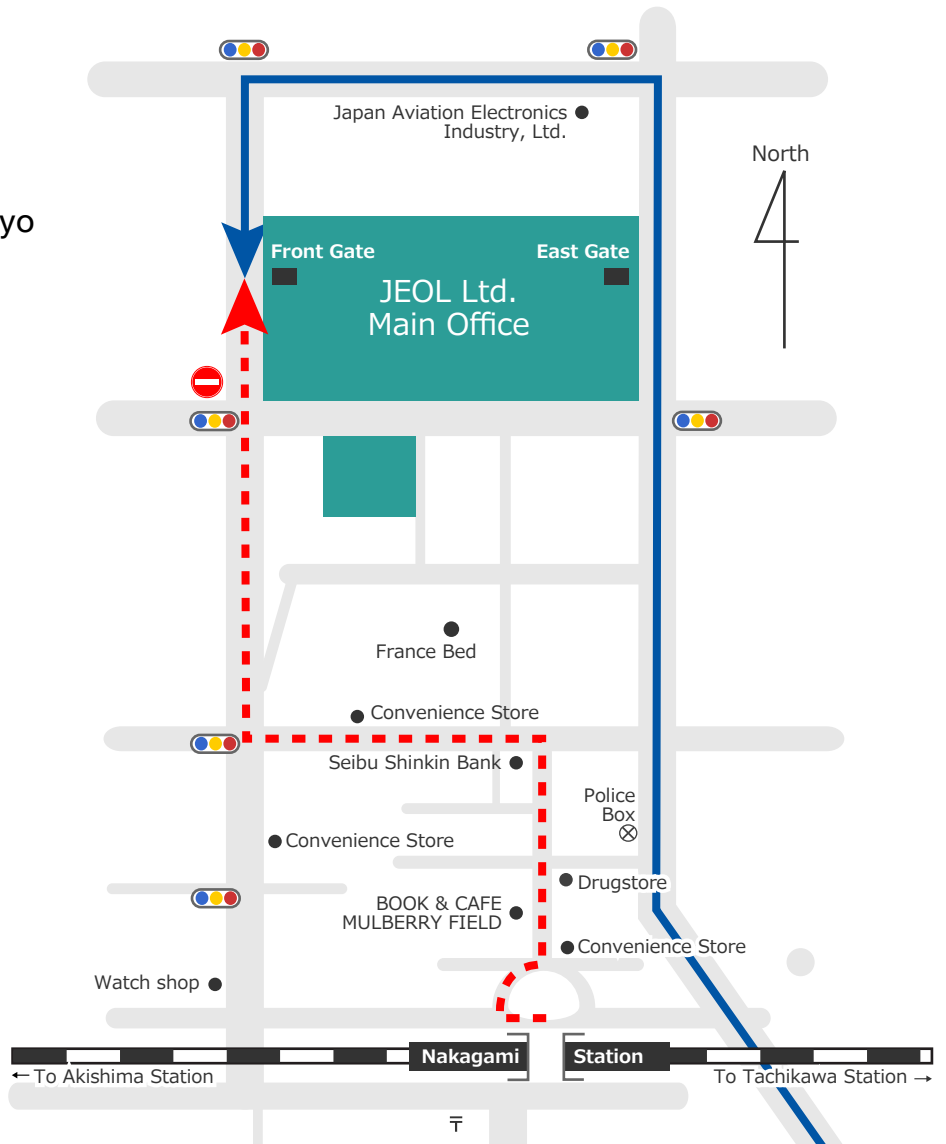 Japan Aviation Electronics
Industry, Ltd.
North
yo
Front Gate
East Gate
JEOL Ltd.
Main Office
France Bed
Convenience Store
Seibu Shinkin Bank
Police
Box
Convenience Store
Drugstore
BOOK & CAFE
MULBERRY FIELD
Convenience Store
Watch shop
Nakagami
Station
←To Akishima Station
To Tachikawa Station→
〒